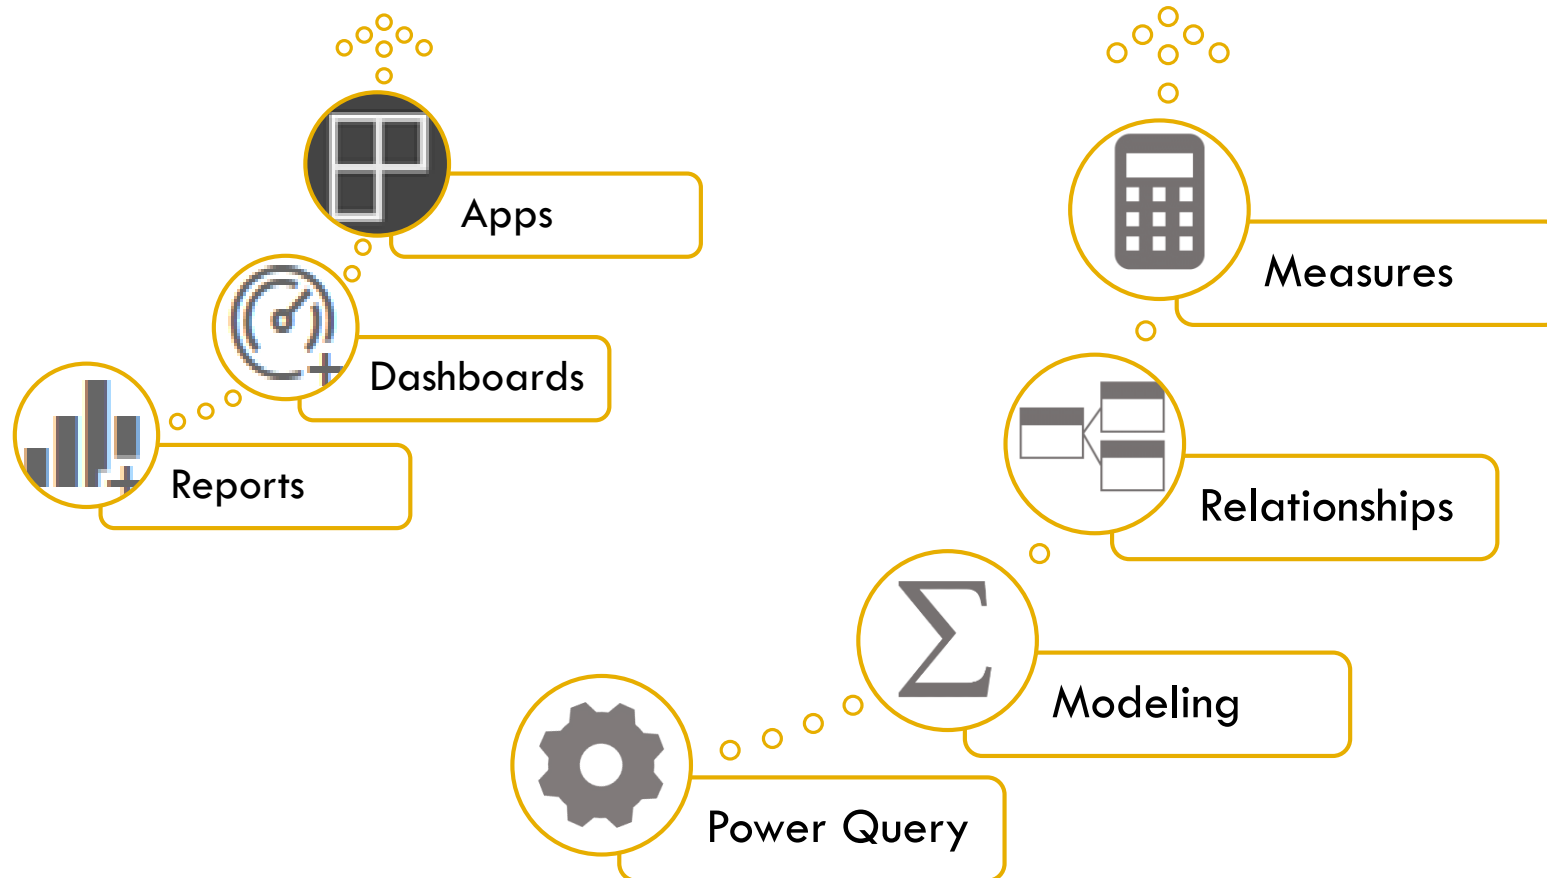 Apps
Dashboards
Reports
Measures
Relationships
Modeling
Power Query